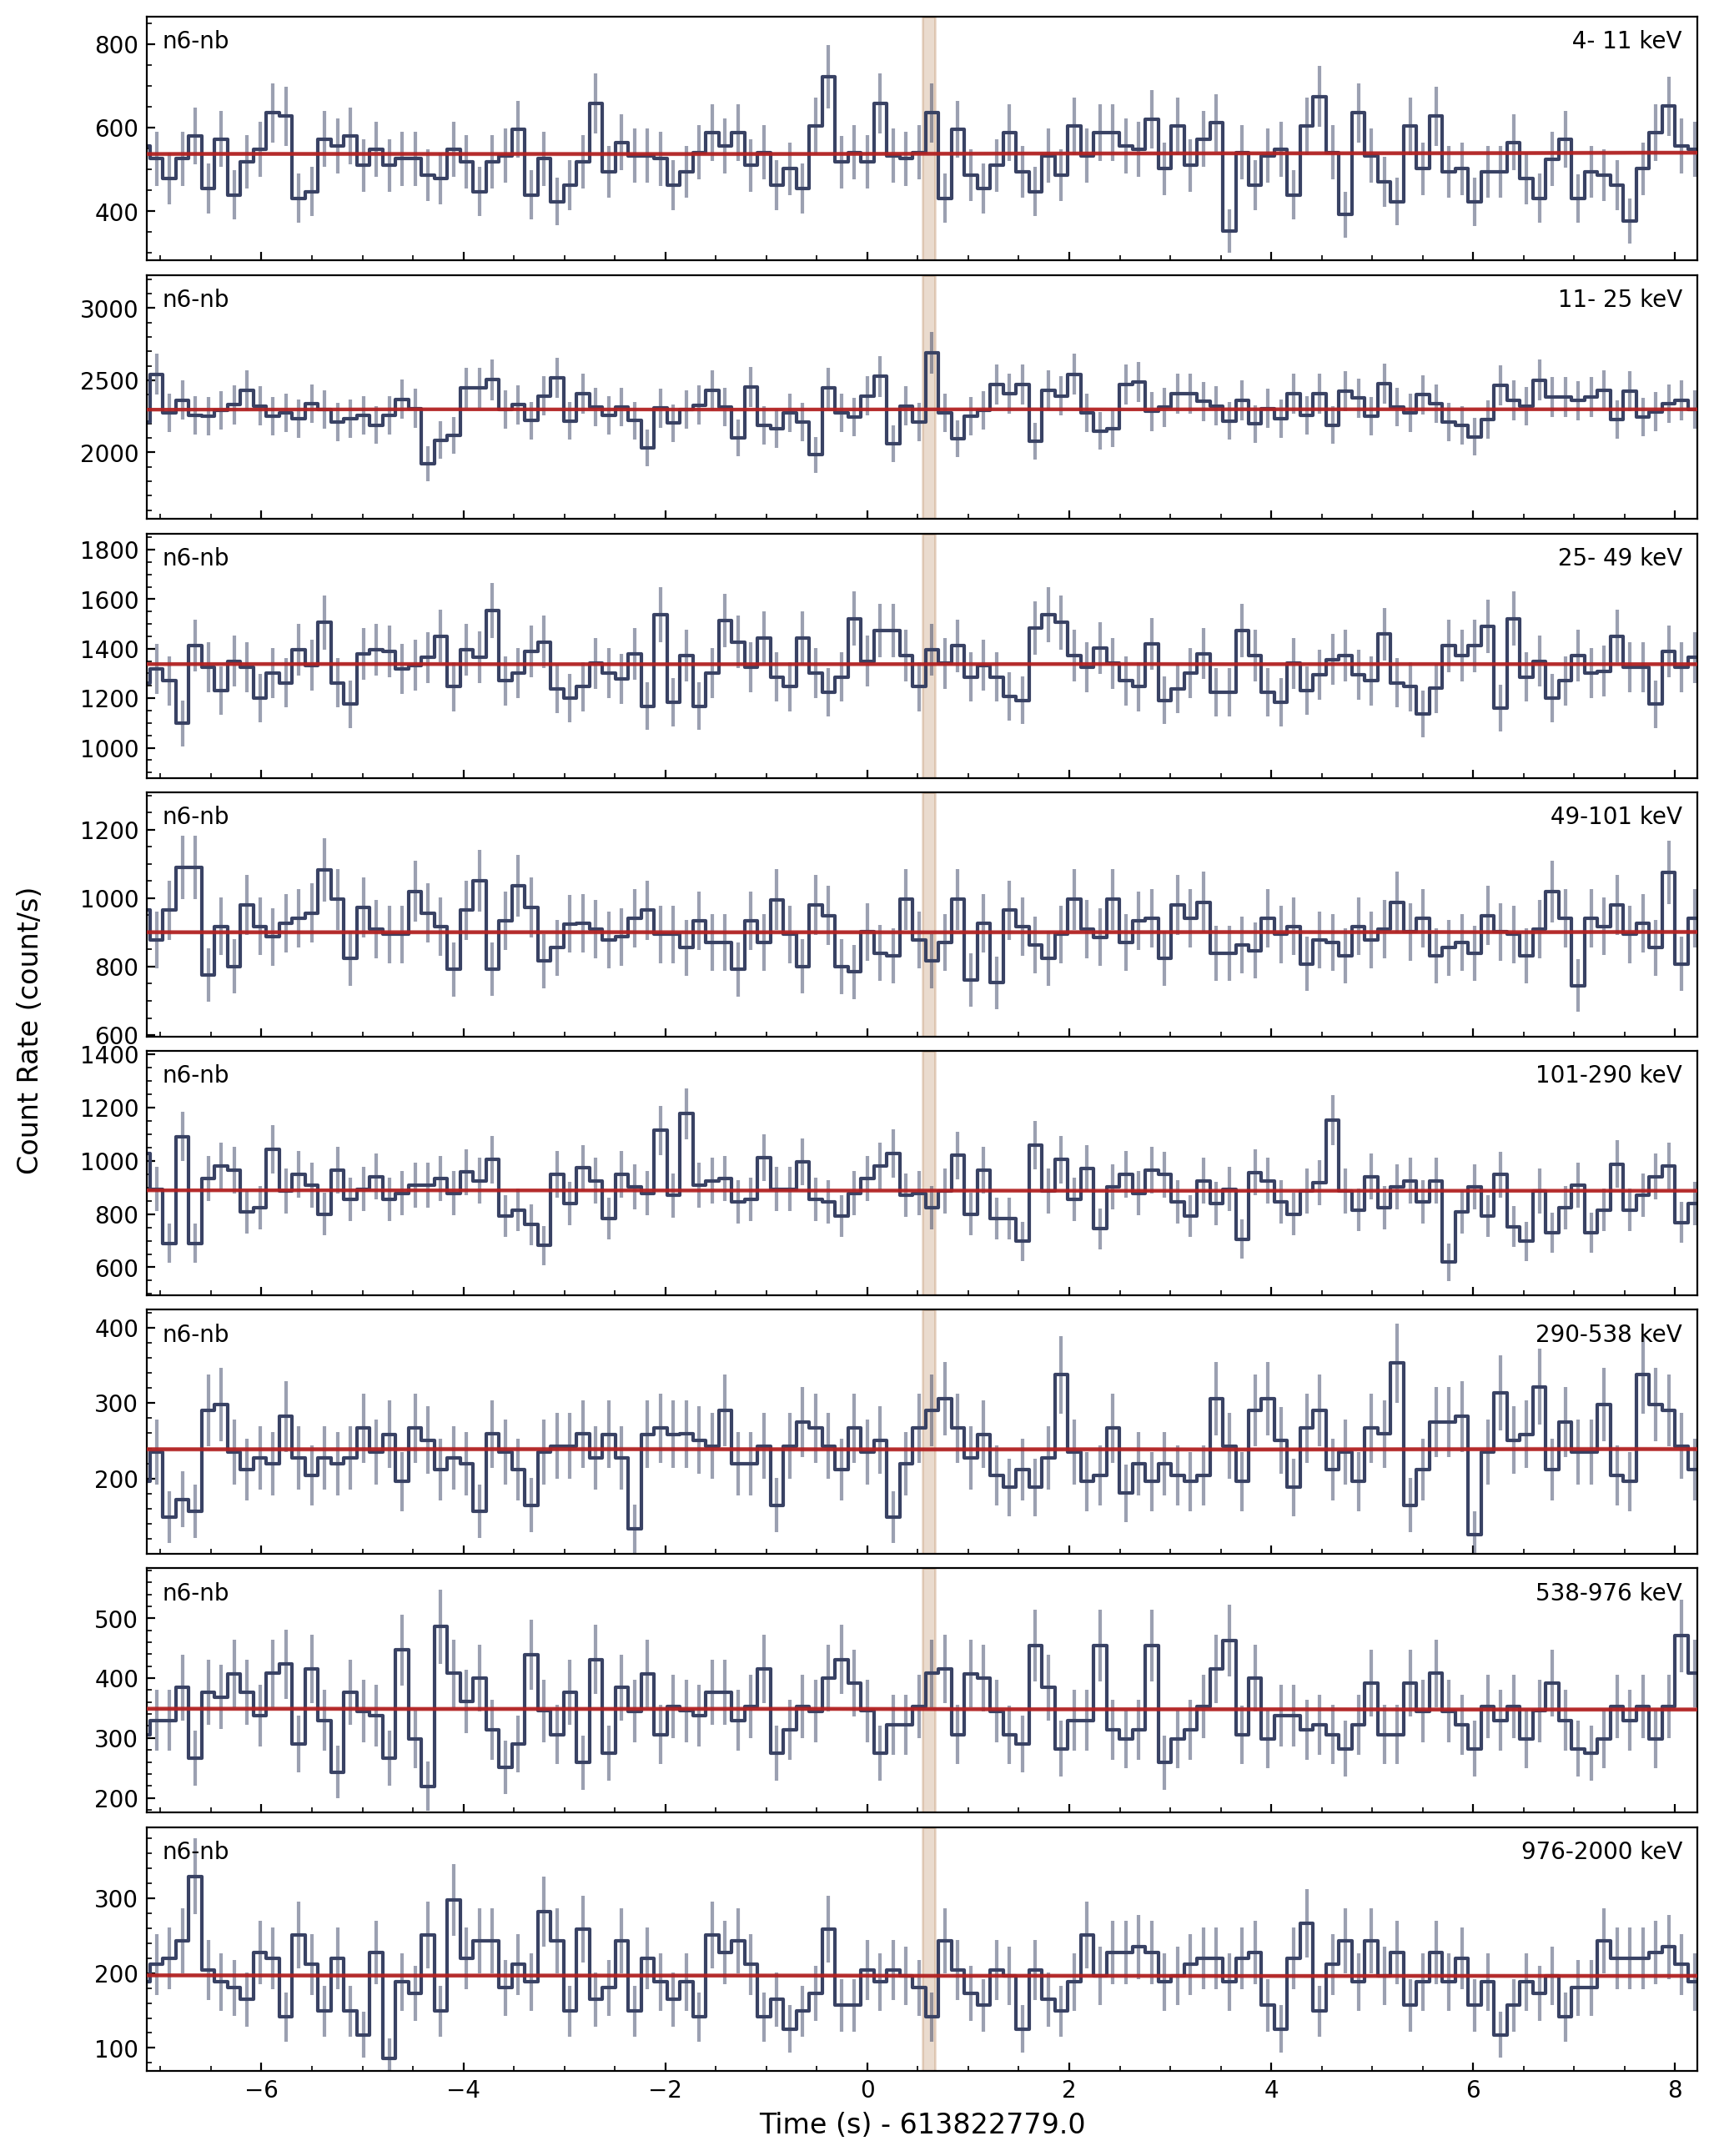 n6-nb 4- 11 keV
800
600
400
n6-nb 11- 25 keV
3000
2500
2000
n6-nb 25- 49 keV
1800
1600
1400
1200
1000
n6-nb 49-101 keV
1200
1000
800
600
n6-nb 101-290 keV
1400
1200
1000
800
600
n6-nb 290-538 keV
400
300
200
n6-nb 538-976 keV
500
400
300
200
n6-nb 976-2000 keV
300
200
100
−6 −4 −2 0 2 4 6 8
Time (s) - 613822779.0
Count Rate (count/s)